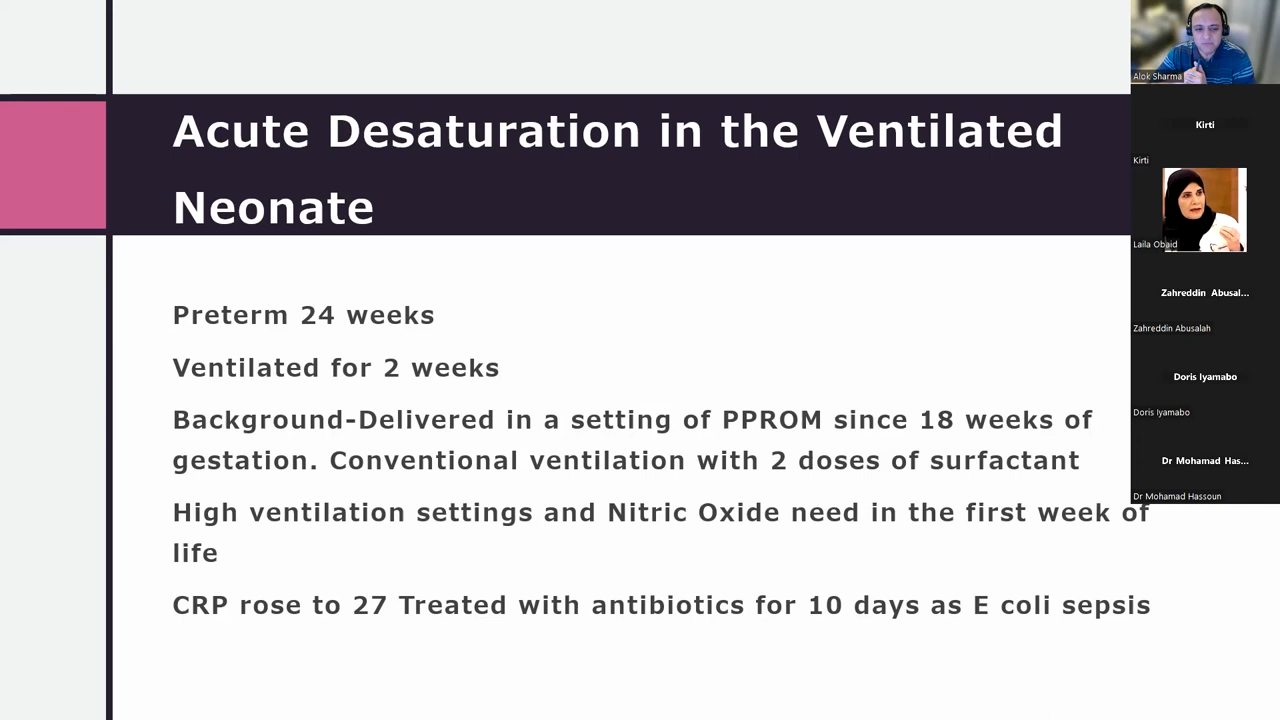 Acute Desaturation in the Ventilated
Neonate
Preterm 24 weeks
Ventilated for 2 weeks
Background-Delivered in a setting of PPROM since 18 weeks of
gestation. Conventional ventilation with 2 doses of surfactant
High ventilation settings and Nitric Oxide need in the first week of
life
CRP rose to 27 Treated with antibiotics for 10 days as E coli sepsis
Alok Sharma
Kirti
Kirti
Laila Obaid
Zahreddin Abusal...
Zahreddin Abusalah
Doris Iyamabo
Doris Iyamabo
Dr Mohamad Has...
Dr Mohamad Hassoun